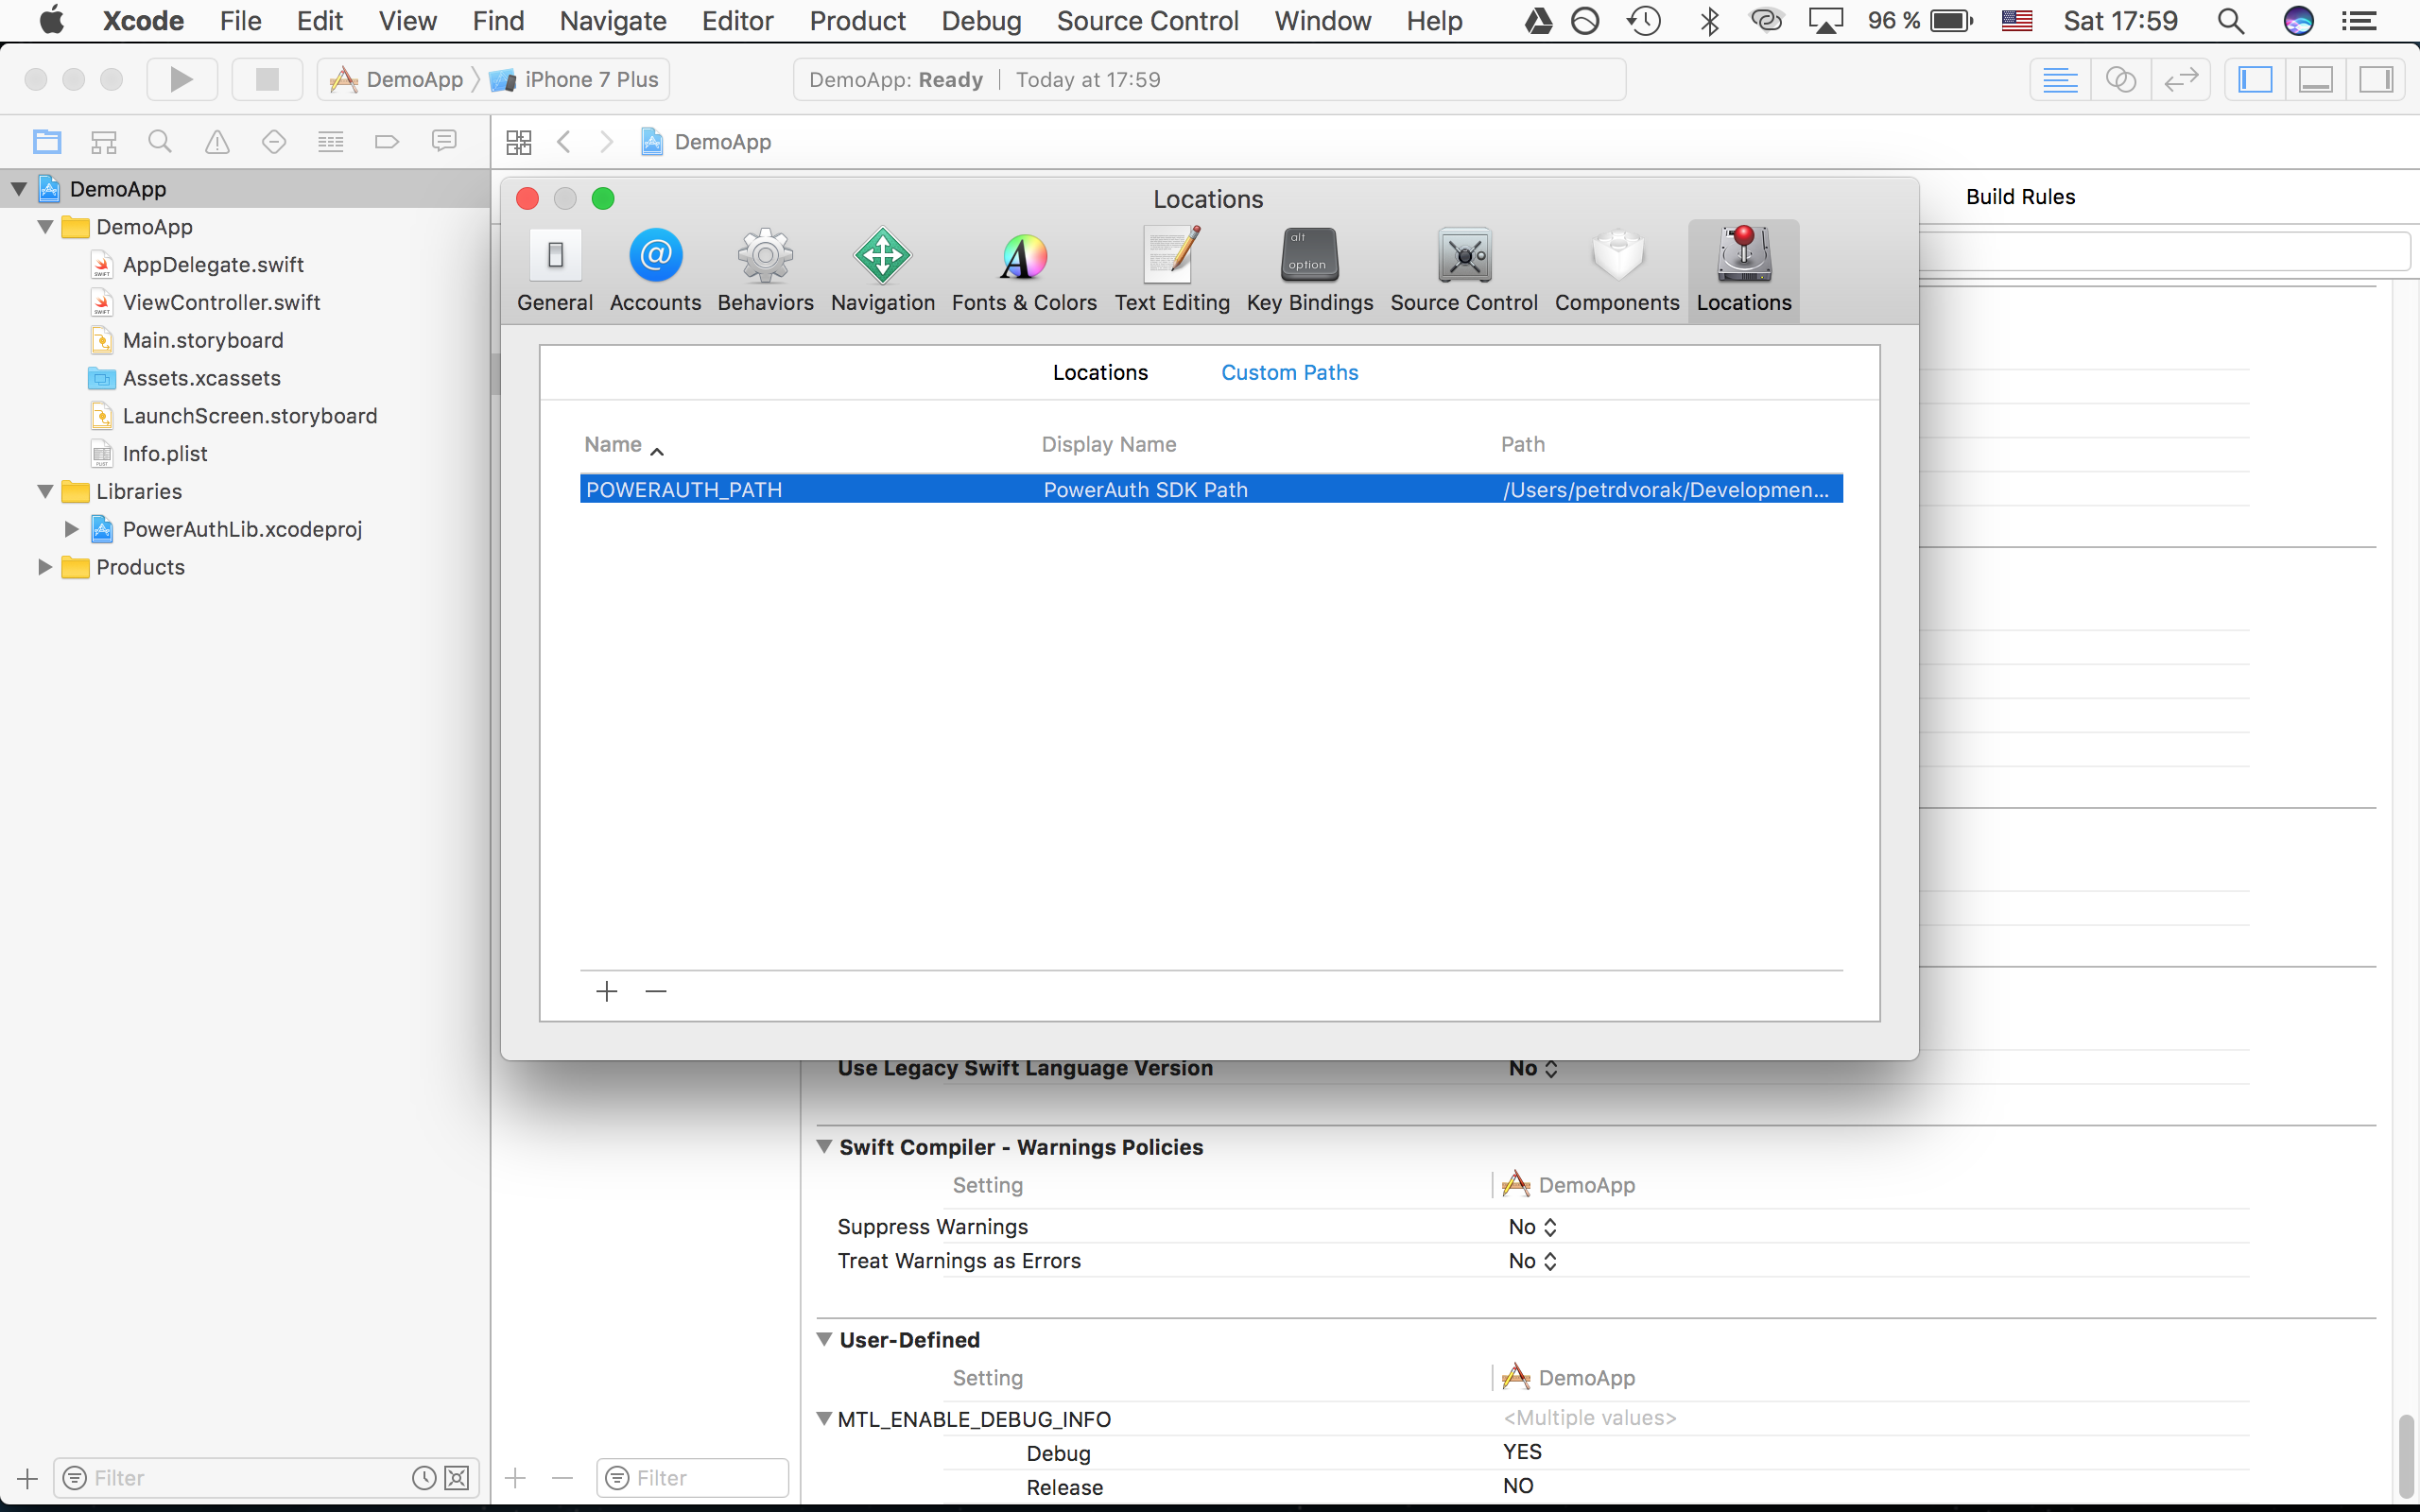 Xcode File Edit View Find Navigate Editor Product Debug Source Control Window Help 96 % Sat 17:59
DemoApp iPhone 7 Plus DemoApp: Ready Today at 17:59
DemoApp
DemoApp
DemoApp
AppDelegate.swift
ViewController.swift
Main.storyboard
Assets.xcassets
LaunchScreen.storyboard
Info.plist
Libraries
PowerAuthLib.xcodeproj
Products
Filter
Build Rules
Locations
alt
option
General Accounts Behaviors Navigation Fonts & Colors Text Editing Key Bindings Source Control Components Locations
Locations Custom Paths
Name Display Name Path
POWERAUTH_PATH PowerAuth SDK Path /Users/petrdvorak/Developmen...
Use Legacy Swift Language Version No
Swift Compiler - Warnings Policies
Setting DemoApp
Suppress Warnings No
Treat Warnings as Errors No
User-Defined
Setting DemoApp
MTL_ENABLE_DEBUG_INFO <Multiple values>
Debug YES
Release NO
Filter